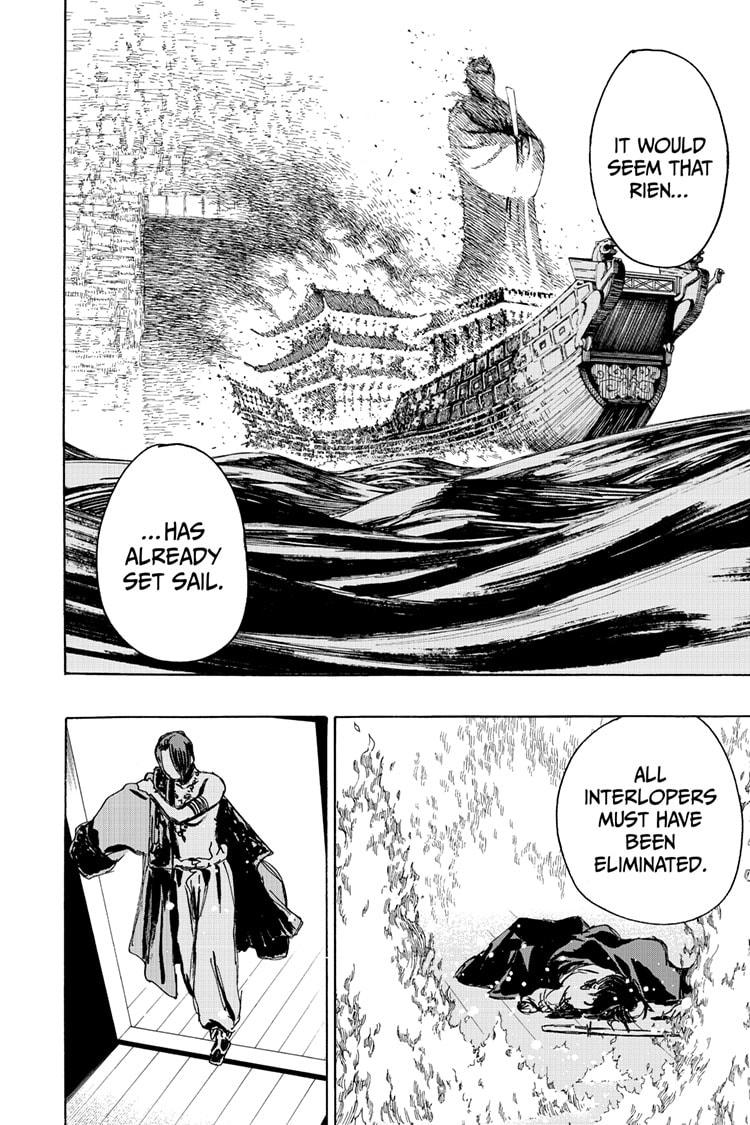 IT WOULD
SEEM THAT
RIEN...
...HAS
ALREADY
SET SAIL.
ALL
INTERLOPERS
MUST HAVE
BEEN
ELIMINATED.